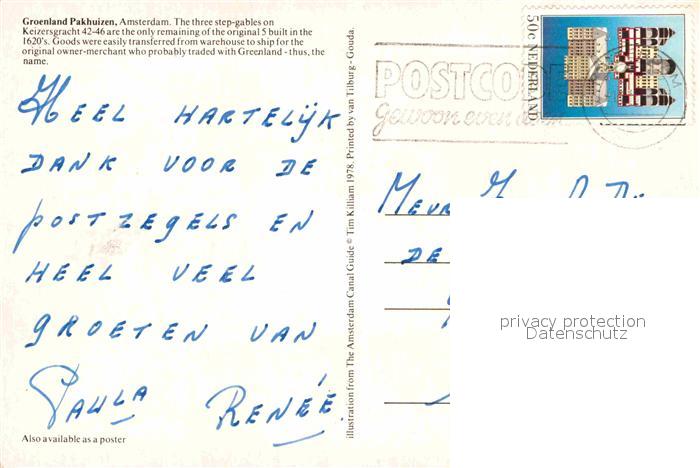 Groenland Pakhuizen, Amsterdam. The three step-gables on
Keizersgracht 42-46 are the only remaining of the original 5 built in the
1620's. Goods were easily transferred from warehouse to ship for the
original owner-merchant who probably traded with Greenland - thus, the
name.
HEEL HARTELIJK
DANK VOOR DE
POSTZEGELS EN
HEEL VEEL
GROETEN VAN
PAULA RENÉE.
Also available as a poster
illustration from The Amsterdam Canal Guide © Tim Killiam 1978. Printed by van Tilburg - Gouda.
POSTCO
gewoon even
50c NEDERLAND
MEVR
DE
privacy protection
Datenschutz